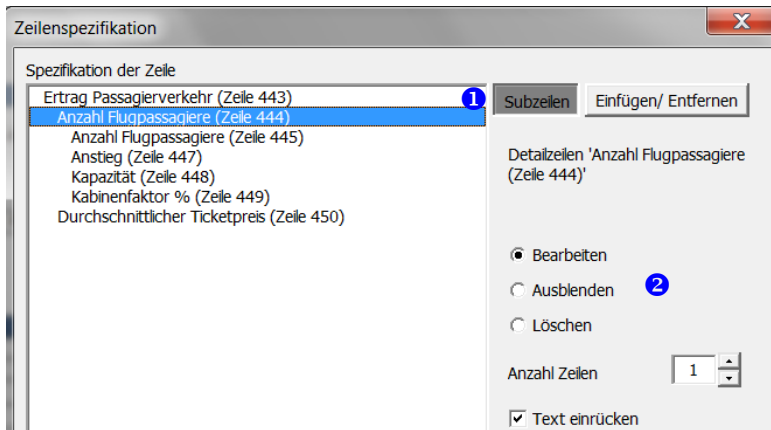 Zeilenspezifikation
X
Spezifikation der Zeile
Ertrag Passagierverkehr (Zeile 443)
Anzahl Flugpassagiere (Zeile 444)
Anzahl Flugpassagiere (Zeile 445)
Anstieg (Zeile 447)
Kapazität (Zeile 448)
Kabinenfaktor % (Zeile 449)
Durchschnittlicher Ticketpreis (Zeile 450)
1 Subzeilen Einfügen/ Entfernen
Detailzeilen 'Anzahl Flugpassagiere
(Zeile 444)'
Bearbeiten
Ausblenden 2
Löschen
Anzahl Zeilen 1
Text einrücken